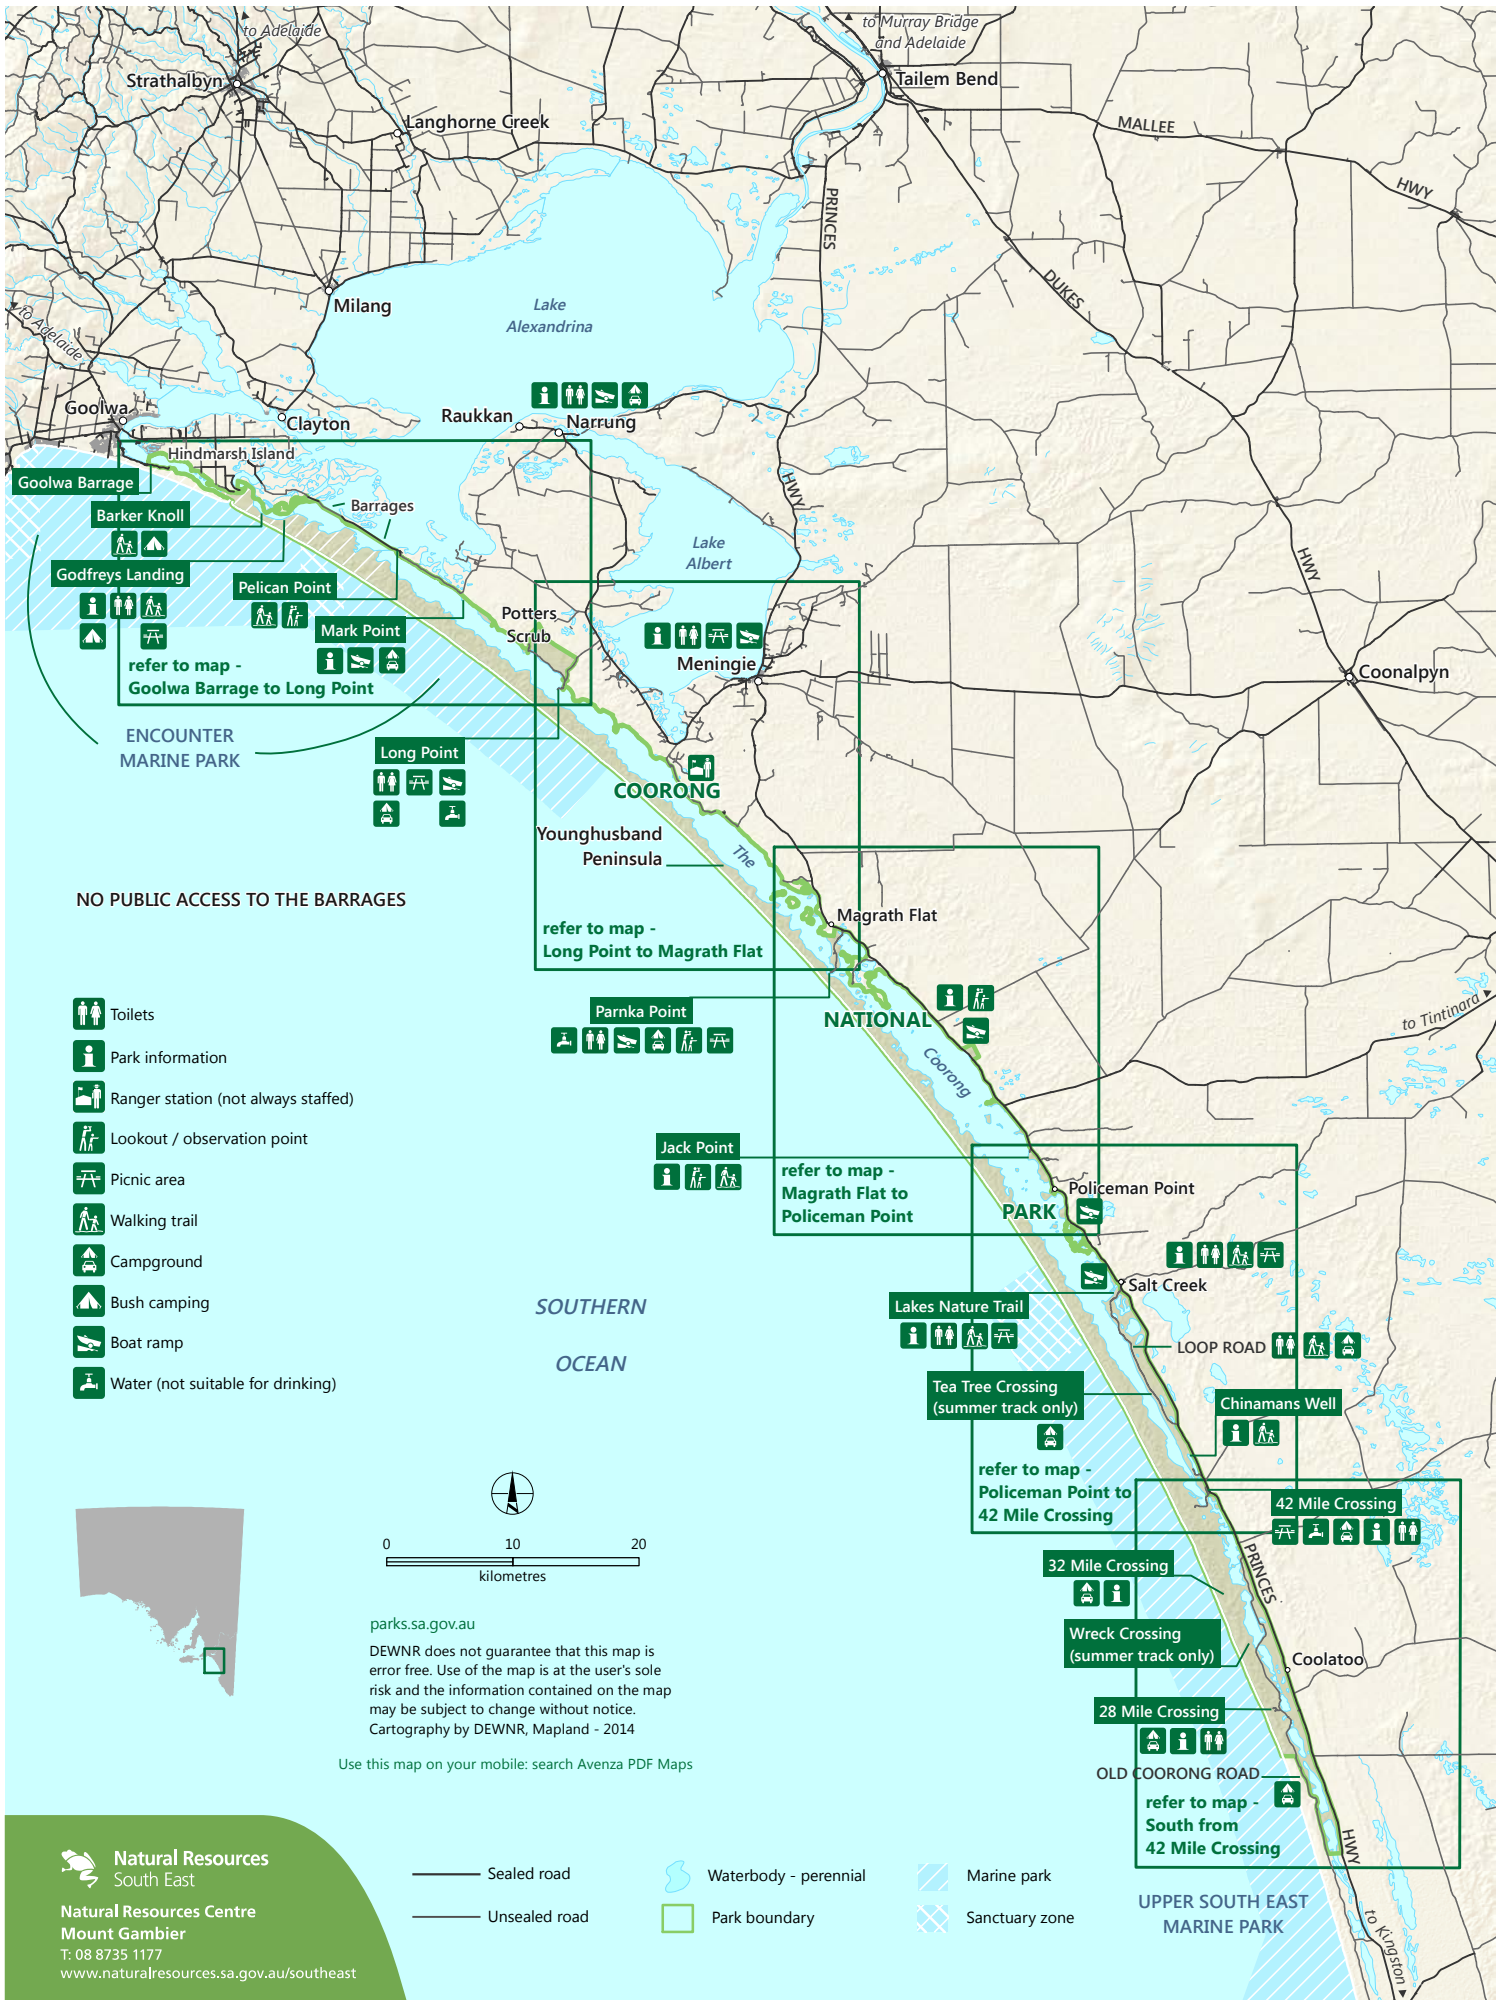 to Adelaide
to Murray Bridge
and Adelaide
Strathalbyn
Tailem Bend
Langhorne Creek
MALLEE
HWY
PRINCES
DUKES
Milang
Lake
Alexandrina
to Adelaide
Goolwa
Clayton
Raukkan
Narrung
Hindmarsh Island
HWY
Goolwa Barrage
Barrages
Barker Knoll
Lake
Albert
HWY
Godfreys Landing
Pelican Point
Mark Point
Potters
Scrub
Meningie
Coonalpyn
refer to map -
Goolwa Barrage to Long Point
ENCOUNTER
MARINE PARK
Long Point
COORONG
Younghusband
Peninsula
The
NO PUBLIC ACCESS TO THE BARRAGES
Magrath Flat
refer to map -
Long Point to Magrath Flat
Parnka Point
NATIONAL
to Tintinara
Coorong
Toilets
Park information
Ranger station (not always staffed)
Lookout / observation point
Picnic area
Walking trail
Campground
Bush camping
Boat ramp
Water (not suitable for drinking)
Jack Point
refer to map -
Magrath Flat to
Policeman Point
Policeman Point
PARK
Salt Creek
SOUTHERN
OCEAN
Lakes Nature Trail
LOOP ROAD
Tea Tree Crossing
(summer track only)
Chinamans Well
refer to map -
Policeman Point to
42 Mile Crossing
42 Mile Crossing
0 10 20
kilometres
32 Mile Crossing
PRINCES
Wreck Crossing
(summer track only)
Coolatoo
28 Mile Crossing
OLD COORONG ROAD
refer to map -
South from
42 Mile Crossing
HWY
parks.sa.gov.au
DEWNR does not guarantee that this map is
error free. Use of the map is at the user's sole
risk and the information contained on the map
may be subject to change without notice.
Cartography by DEWNR, Mapland - 2014
Use this map on your mobile: search Avenza PDF Maps
Natural Resources
South East
Natural Resources Centre
Mount Gambier
T: 08 8735 1177
www.naturalresources.sa.gov.au/southeast
Sealed road
Unsealed road
Waterbody - perennial
Park boundary
Marine park
Sanctuary zone
UPPER SOUTH EAST
MARINE PARK
to Kingston